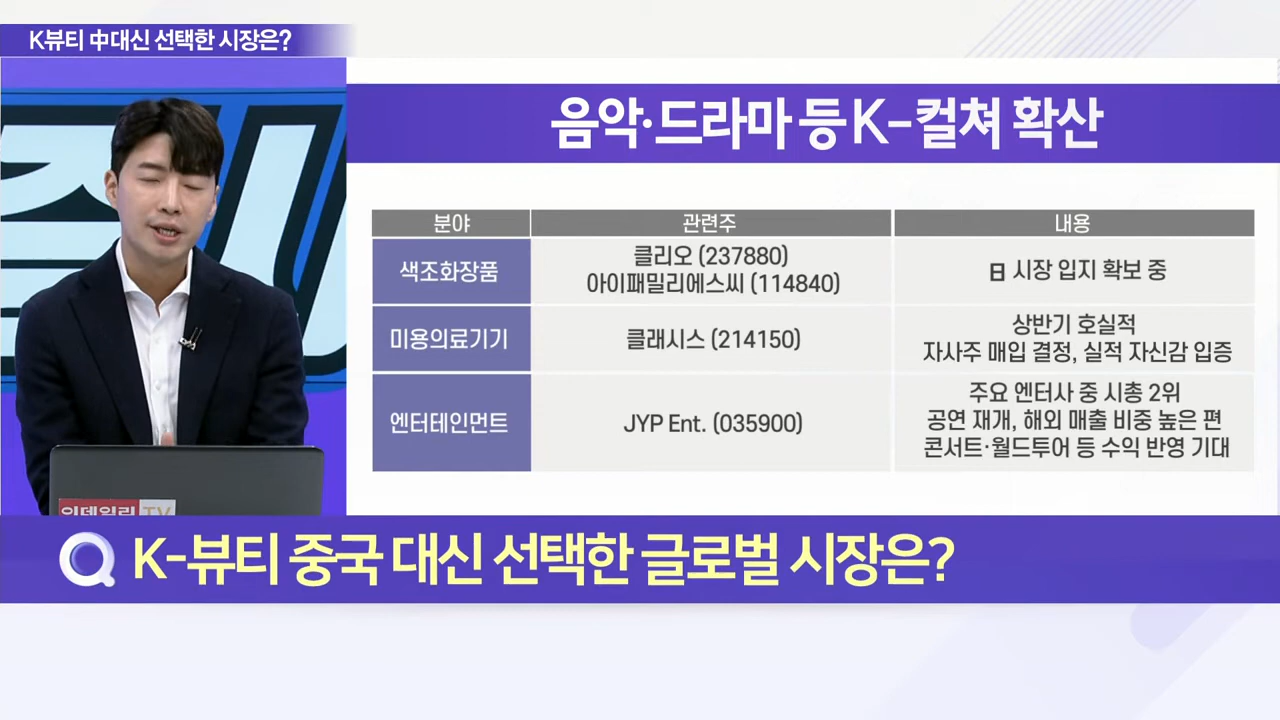 K뷰티 中대신 선택한 시장은?
음악·드라마 등 K-컬쳐 확산
분야 관련주 내용
색조화장품
클리오 (237880)
아이패밀리에스씨 (114840)
日 시장 입지 확보 중
미용의료기기
클래시스 (214150)
상반기 호실적
자사주 매입 결정, 실적 자신감 입증
엔터테인먼트
JYP Ent. (035900)
주요 엔터사 중 시총 2위
공연 재개, 해외 매출 비중 높은 편
콘서트·월드투어 등 수익 반영 기대
이데일리 TV
K-뷰티 중국 대신 선택한 글로벌 시장은?